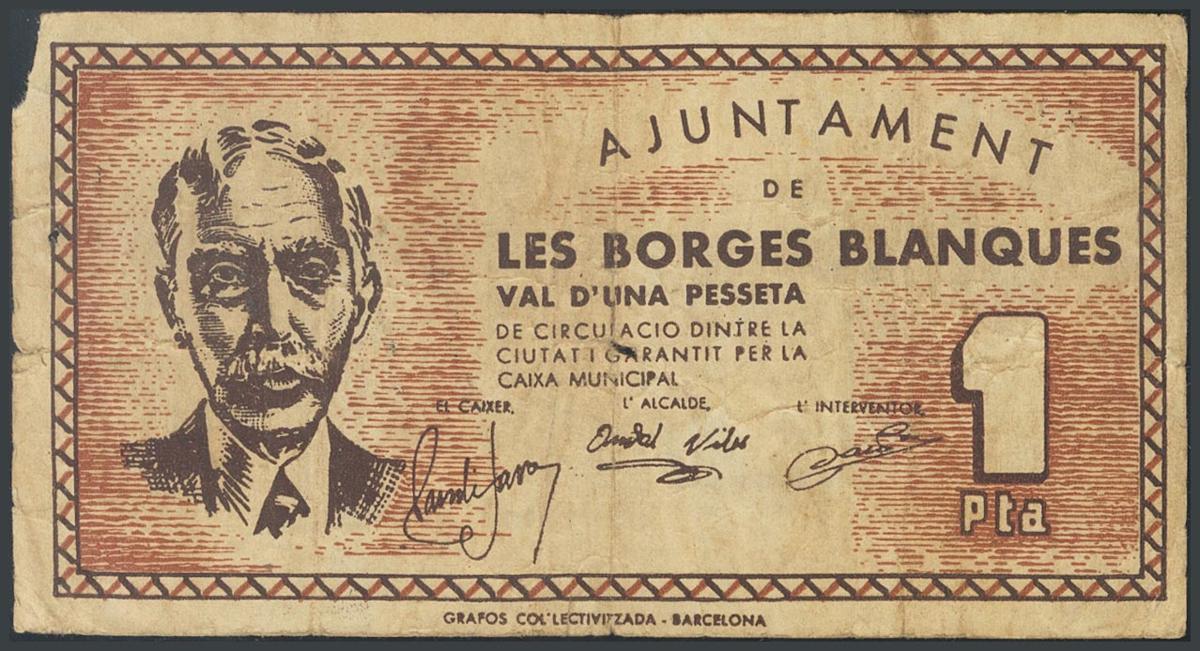 AJUNTAMENT
DE
LES BORGES BLANQUES
VAL D'UNA PESSETA
DE CIRCULACIO DINTRE LA
CIUTAT I GARANTIT PER LA
CAIXA MUNICIPAL
EL CAIXER, L' ALCALDE, L' INTERVENTOR,
1
Pta
GRAFOS COL·LECTIVITZADA - BARCELONA